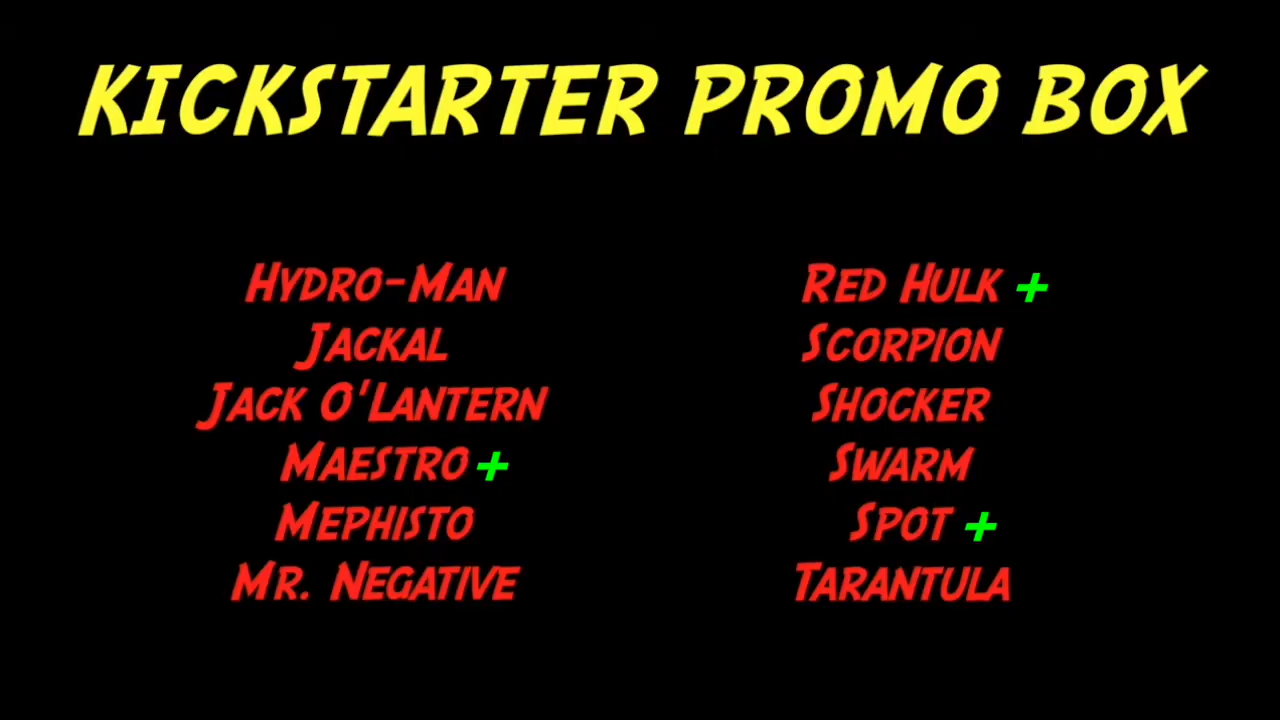 KICKSTARTER PROMO BOX
HYDRO-MAN
JACKAL
JACK O'LANTERN
MAESTRO +
MEPHISTO
MR. NEGATIVE
RED HULK +
SCORPION
SHOCKER
SWARM
SPOT +
TARANTULA